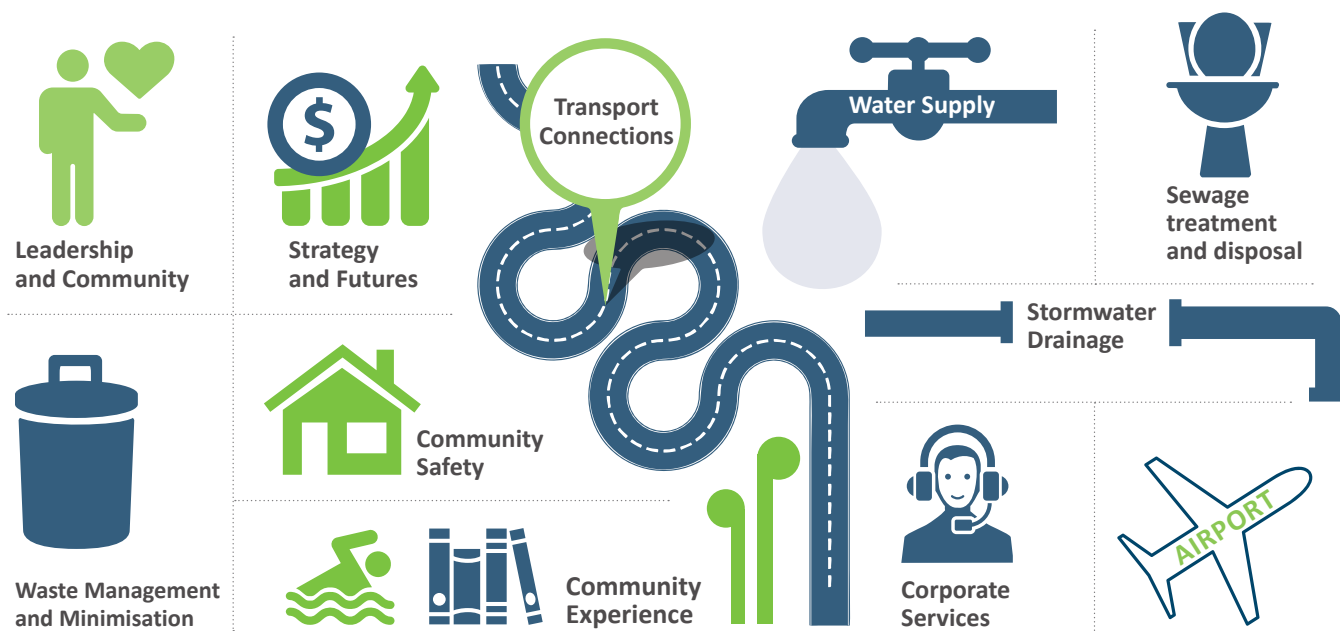 Leadership
and Community
$
Strategy
and Futures
Transport
Connections
Water Supply
Sewage
treatment
and disposal
Stormwater
Drainage
Waste Management
and Minimisation
Community
Safety
Community
Experience
Corporate
Services
AIRPORT